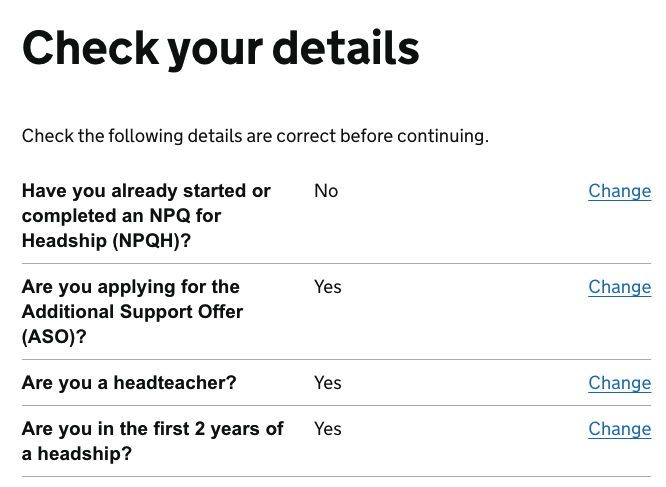 Check your details
Check the following details are correct before continuing.
Have you already started or No Change
completed an NPQ for
Headship (NPQH)?
Are you applying for the Yes Change
Additional Support Offer
(ASO)?
Are you a headteacher? Yes Change
Are you in the first 2 years of Yes Change
a headship?